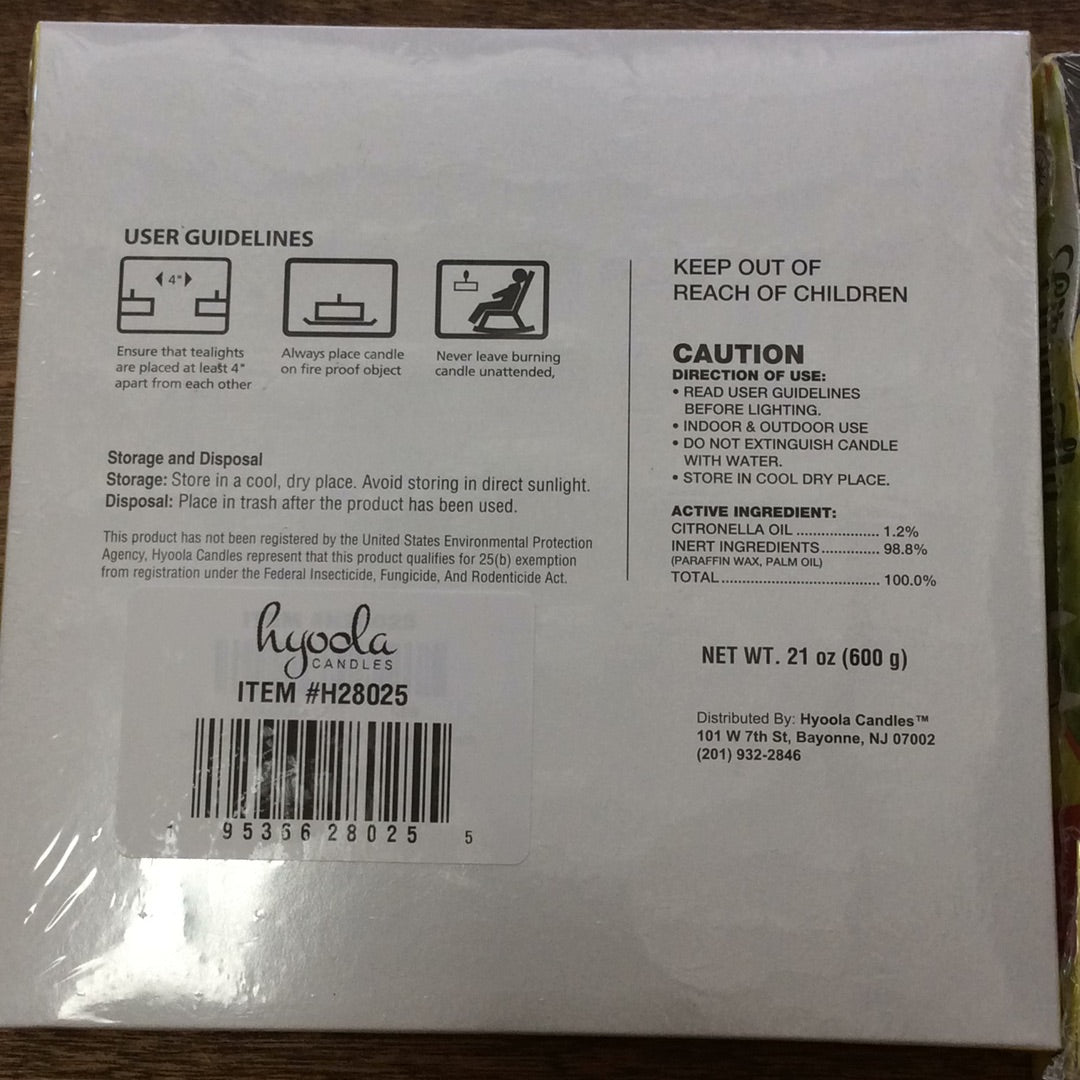 USER GUIDELINES
4"
Ensure that tealights
are placed at least 4"
apart from each other
Always place candle
on fire proof object
Never leave burning
candle unattended,
Storage and Disposal
Storage: Store in a cool, dry place. Avoid storing in direct sunlight.
Disposal: Place in trash after the product has been used.
This product has not been registered by the United States Environmental Protection
Agency, Hyoola Candles represent that this product qualifies for 25(b) exemption
from registration under the Federal Insecticide, Fungicide, And Rodenticide Act.
hyoola
CANDLES
ITEM #H28025
1 95366 28025 5
KEEP OUT OF
REACH OF CHILDREN
CAUTION
DIRECTION OF USE:
• READ USER GUIDELINES
BEFORE LIGHTING.
• INDOOR & OUTDOOR USE
• DO NOT EXTINGUISH CANDLE
WITH WATER.
• STORE IN COOL DRY PLACE.
ACTIVE INGREDIENT:
CITRONELLA OIL .................... 1.2%
INERT INGREDIENTS.............. 98.8%
(PARAFFIN WAX, PALM OIL)
TOTAL..................................... 100.0%
NET WT. 21 oz (600 g)
Distributed By: Hyoola Candles™
101 W 7th St, Bayonne, NJ 07002
(201) 932-2846